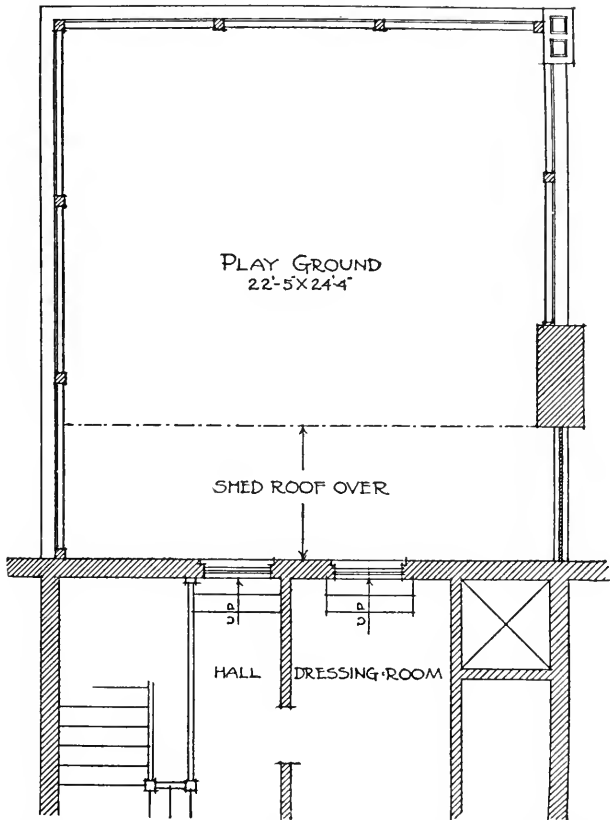 PLAY GROUND
22'-5"X24'-4"
SHED ROOF OVER
UP
UP
HALL
DRESSING·ROOM